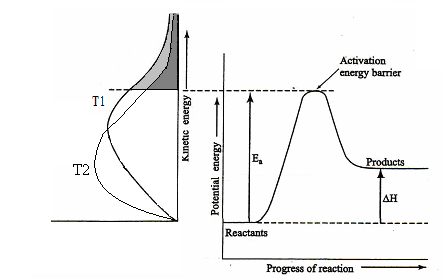 T1
T2
Kinetic energy
Potential energy
Activation
energy barrier
Eₐ
Products
ΔH
Reactants
Progress of reaction